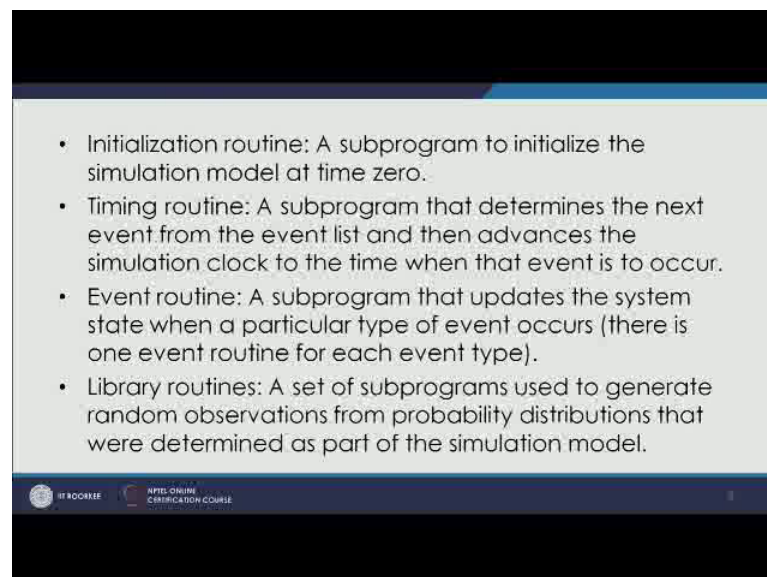 • Initialization routine: A subprogram to initialize the
simulation model at time zero.
• Timing routine: A subprogram that determines the next
event from the event list and then advances the
simulation clock to the time when that event is to occur.
• Event routine: A subprogram that updates the system
state when a particular type of event occurs (there is
one event routine for each event type).
• Library routines: A set of subprograms used to generate
random observations from probability distributions that
were determined as part of the simulation model.
IIT ROORKEE
NPTEL ONLINE
CERTIFICATION COURSE